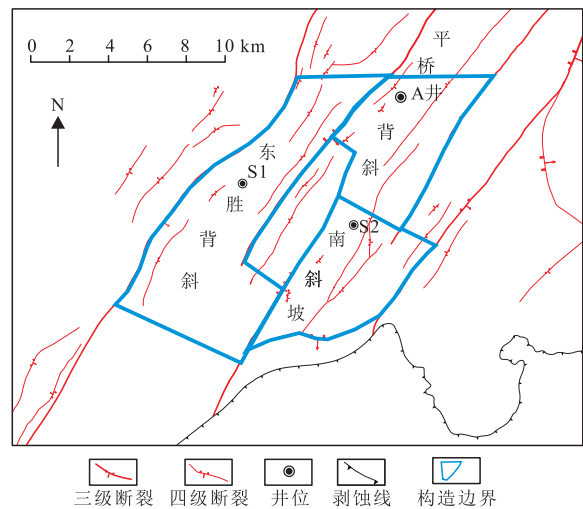 0 2 4 6 8 10 km
N
平桥背斜
A井
东胜背斜
S1
南斜坡
S2
三级断裂 四级断裂 井位 剥蚀线 构造边界